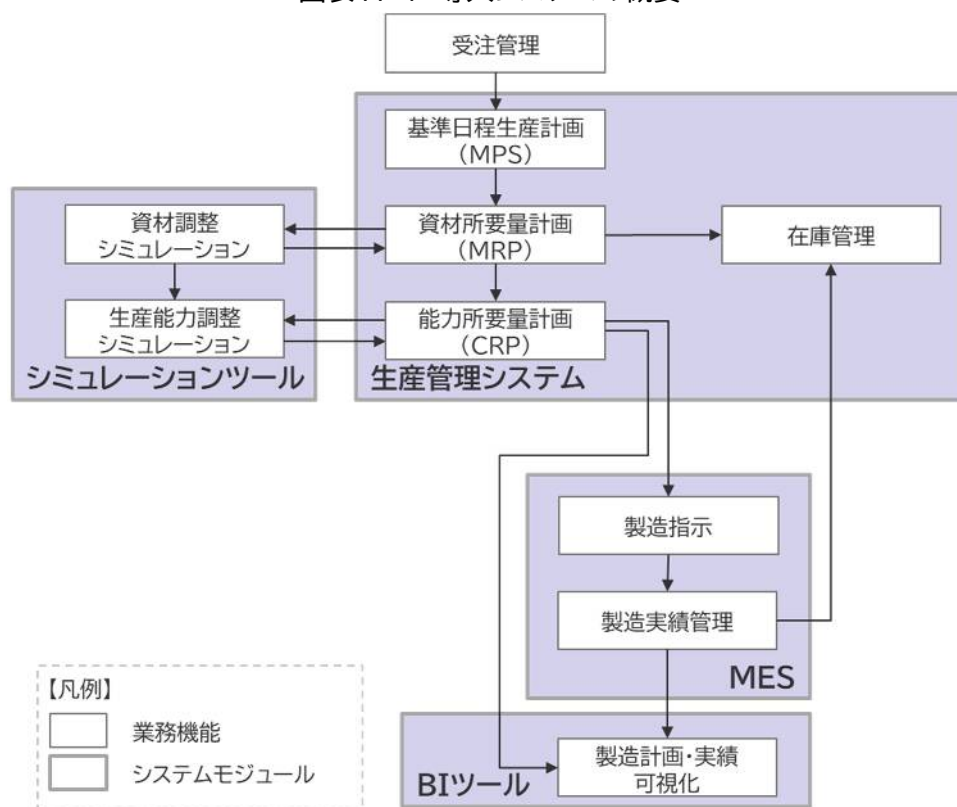 受注管理
基準日程生産計画
(MPS)
資材調整
シミュレーション
資材所要量計画
(MRP)
在庫管理
生産能力調整
シミュレーション
能力所要量計画
(CRP)
シミュレーションツール
生産管理システム
製造指示
製造実績管理
MES
【凡例】
業務機能
システムモジュール
製造計画・実績
可視化
BIツール